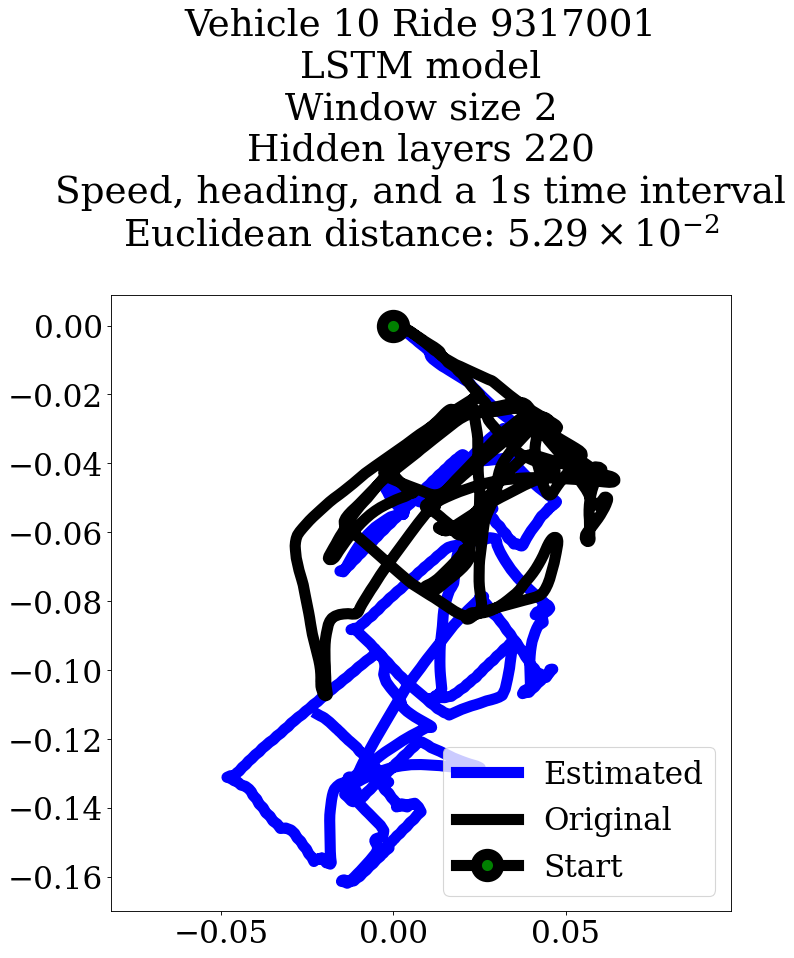 Vehicle 10 Ride 9317001
LSTM model
Window size 2
Hidden layers 220
Speed, heading, and a 1s time interval
Euclidean distance: 5.29 × 10⁻²
0.00
−0.02
−0.04
−0.06
−0.08
−0.10
−0.12
−0.14
−0.16
−0.05
0.00
0.05
Estimated
Original
Start